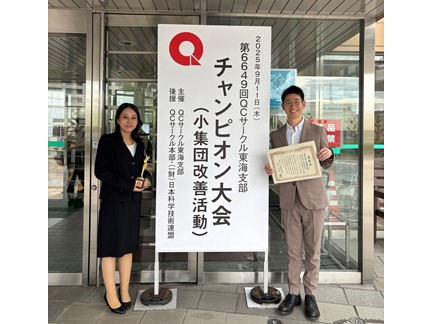 2025年9月11日(木)
第6649回QCサークル東海支部
チャンピオン大会
(小集団改善活動)
主催 QCサークル東海支部
後援 QCサークル本部・(一財)日本科学技術連盟